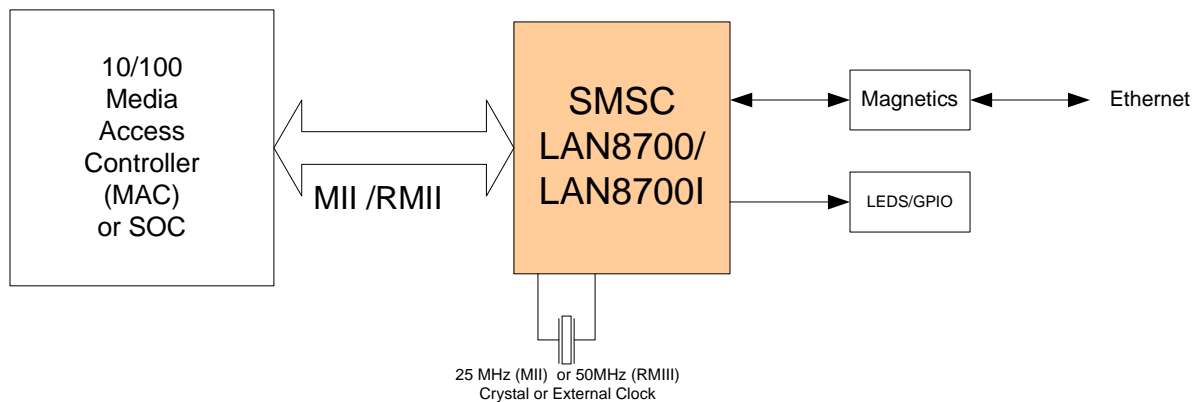 10/100
Media
Access
Controller
(MAC)
or SOC
MII /RMII
SMSC
LAN8700/
LAN8700I
Magnetics
Ethernet
LEDS/GPIO
25 MHz (MII) or 50MHz (RMIII)
Crystal or External Clock